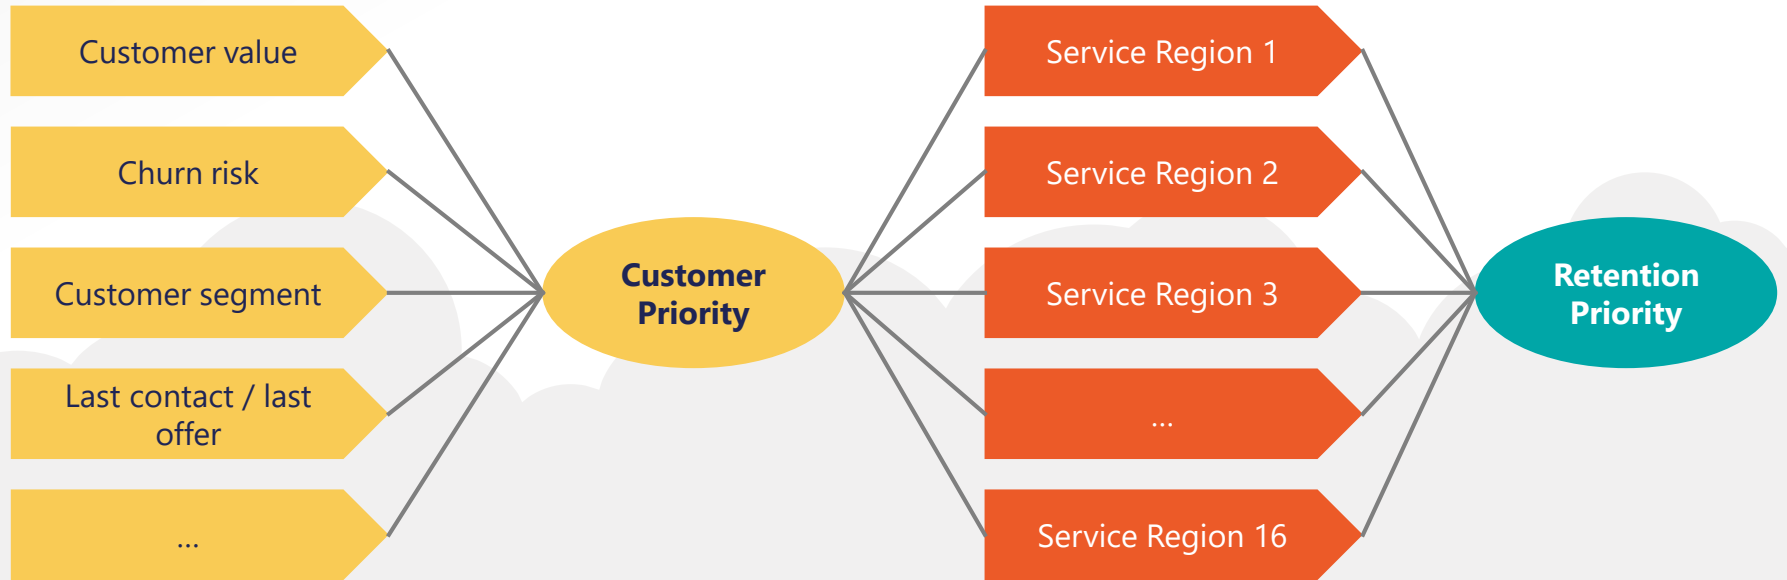 Customer value
Churn risk
Customer segment
Last contact / last
offer
...
Customer
Priority
Service Region 1
Service Region 2
Service Region 3
...
Service Region 16
Retention
Priority